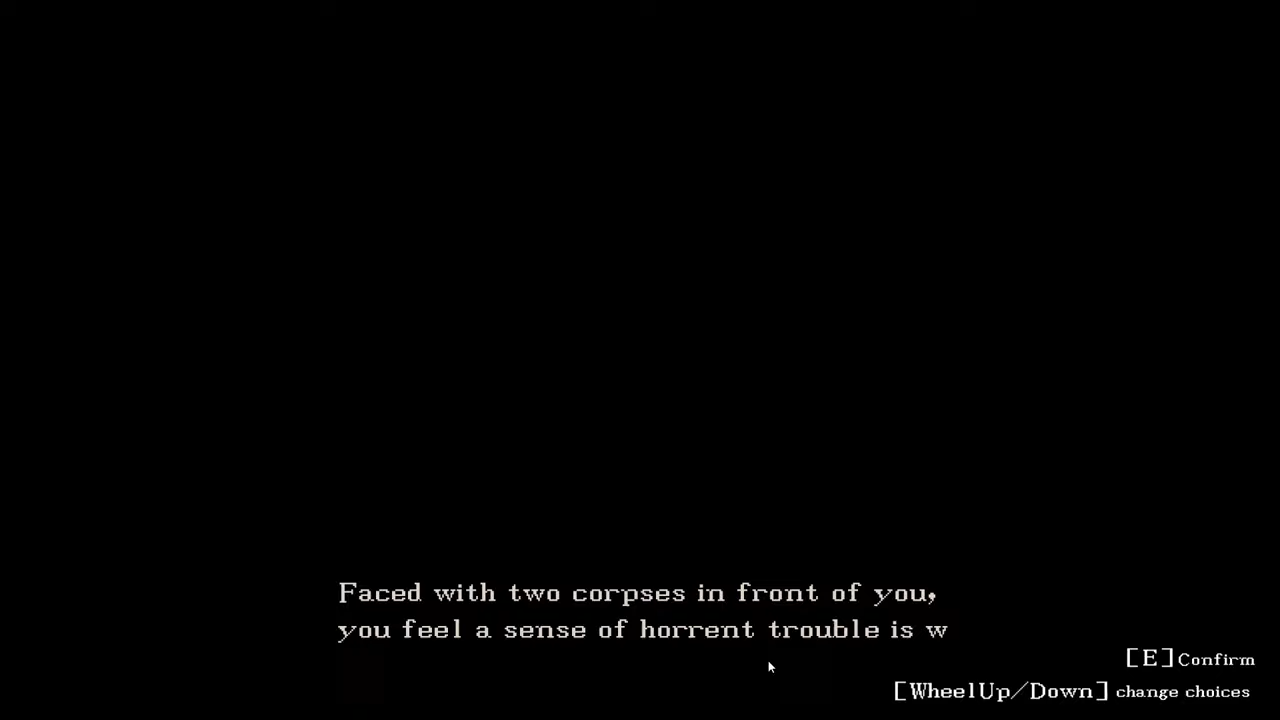 Faced with two corpses in front of you,
you feel a sense of horrent trouble is w
[E]Confirm
[WheelUp/Down] change choices